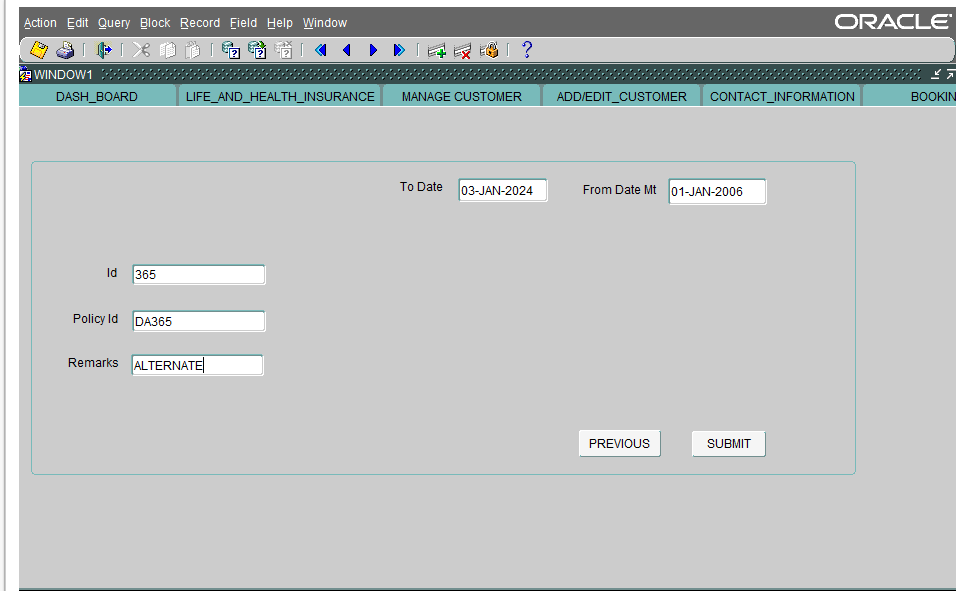 Action Edit Query Block Record Field Help Window
ORACLE
WINDOW1
DASH_BOARD LIFE_AND_HEALTH_INSURANCE MANAGE CUSTOMER ADD/EDIT_CUSTOMER CONTACT_INFORMATION BOOKIN
To Date 03-JAN-2024 From Date Mt 01-JAN-2006
Id 365
Policy Id DA365
Remarks ALTERNATE
PREVIOUS SUBMIT